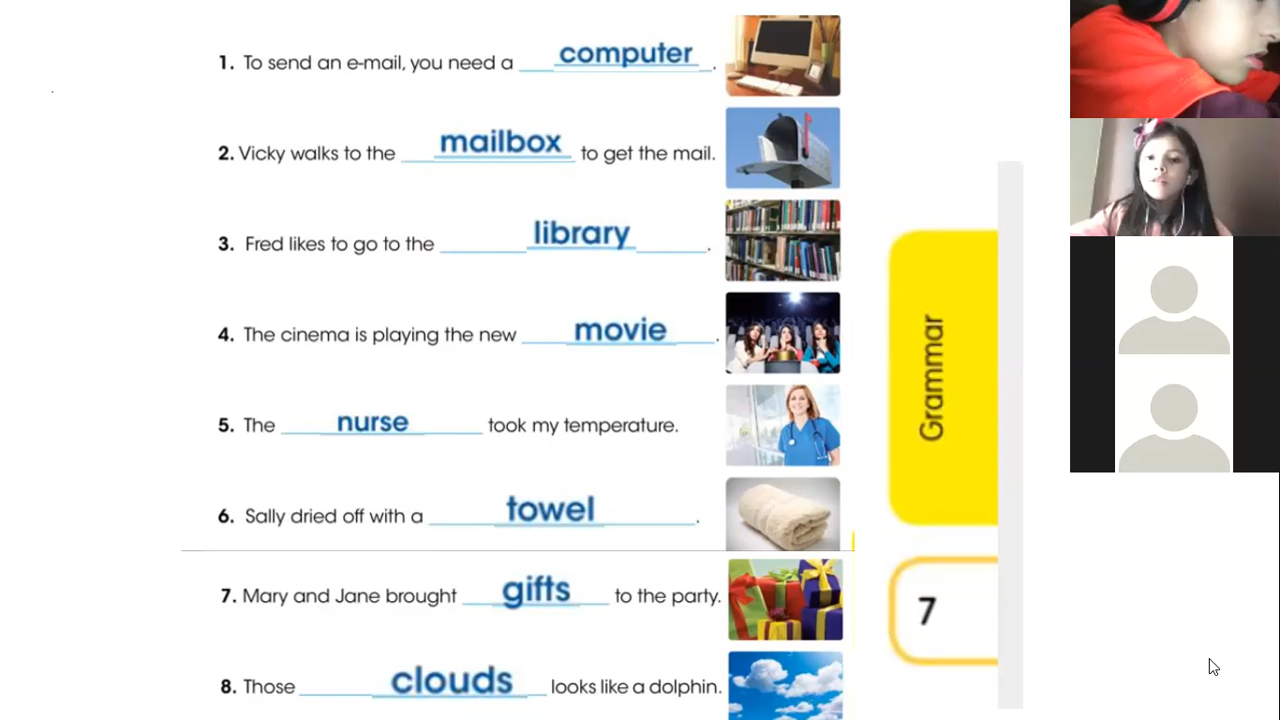 1. To send an e-mail, you need a computer.
2. Vicky walks to the mailbox to get the mail.
3. Fred likes to go to the library.
4. The cinema is playing the new movie.
5. The nurse took my temperature.
6. Sally dried off with a towel.
7. Mary and Jane brought gifts to the party.
8. Those clouds looks like a dolphin.
Grammar
7